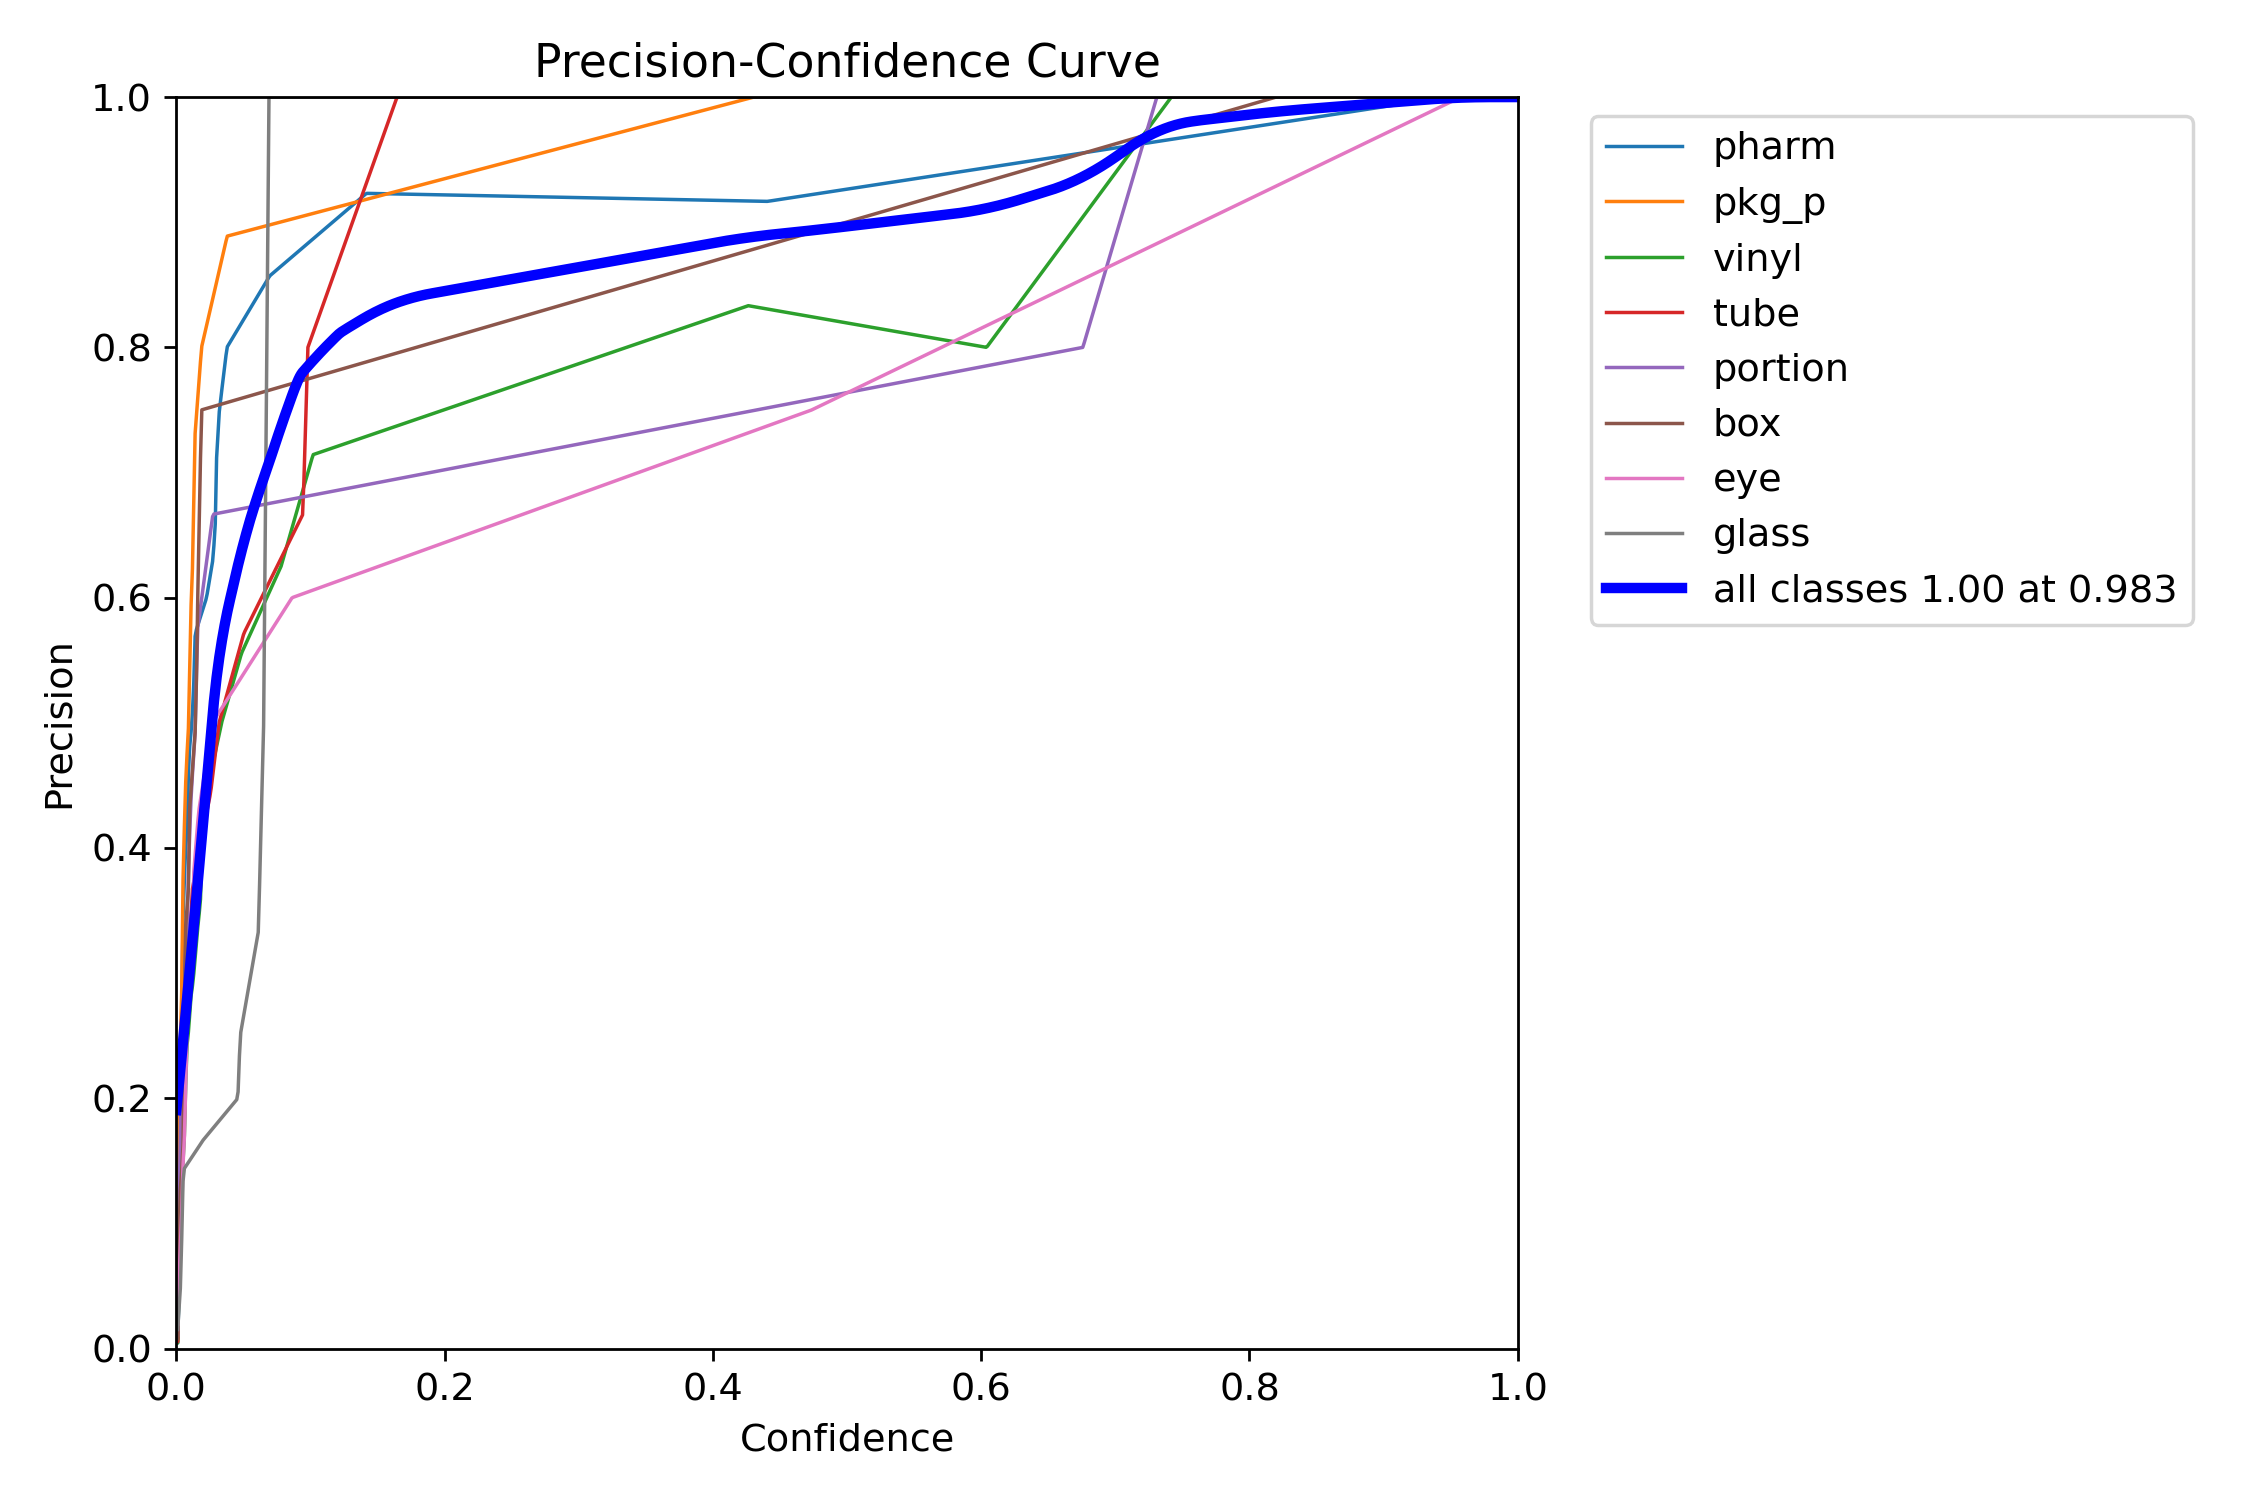 Precision-Confidence Curve
1.0
0.8
0.6
0.4
0.2
0.0
Precision
0.0 0.2 0.4 0.6 0.8 1.0
Confidence
pharm
pkg_p
vinyl
tube
portion
box
eye
glass
all classes 1.00 at 0.983